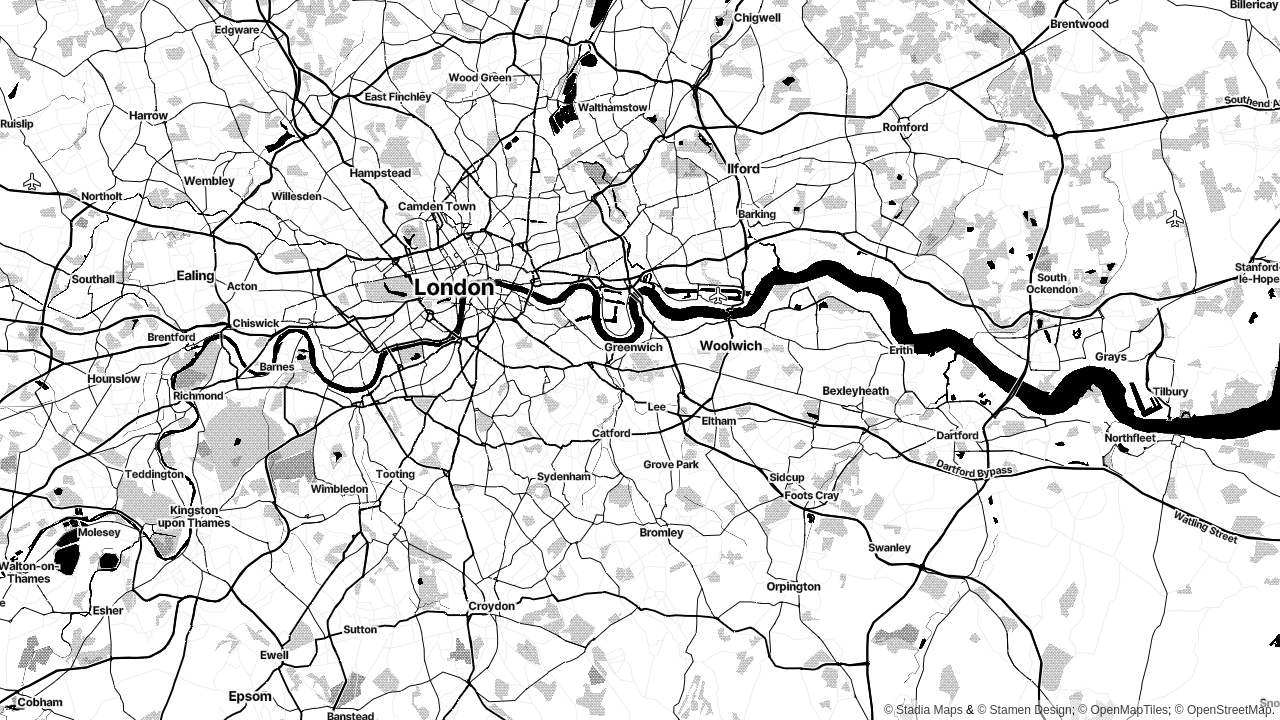 Billericay
Chigwell
Brentwood
Edgware
Wood Green
East Finchley
Walthamstow
Southend A
Harrow
Ruislip
Romford
Hampstead
Ilford
Wembley
Willesden
Northolt
Camden Town
Barking
Ealing
Southall
Acton
London
South
Ockendon
Stanford-
le-Hope
Chiswick
Brentford
Greenwich
Woolwich
Erith
Grays
Barnes
Hounslow
Richmond
Bexleyheath
Tilbury
Lee
Eltham
Catford
Dartford
Northfleet
Grove Park
Dartford Bypass
Teddington
Tooting
Sydenham
Sidcup
Wimbledon
Foots Cray
Kingston
upon Thames
Molesey
Bromley
Watling Street
Swanley
Walton-on-
Thames
Orpington
e
Esher
Croydon
Sutton
Ewell
Epsom
Cobham
Banstead
Sno
© Stadia Maps & © Stamen Design; © OpenMapTiles; © OpenStreetMap.